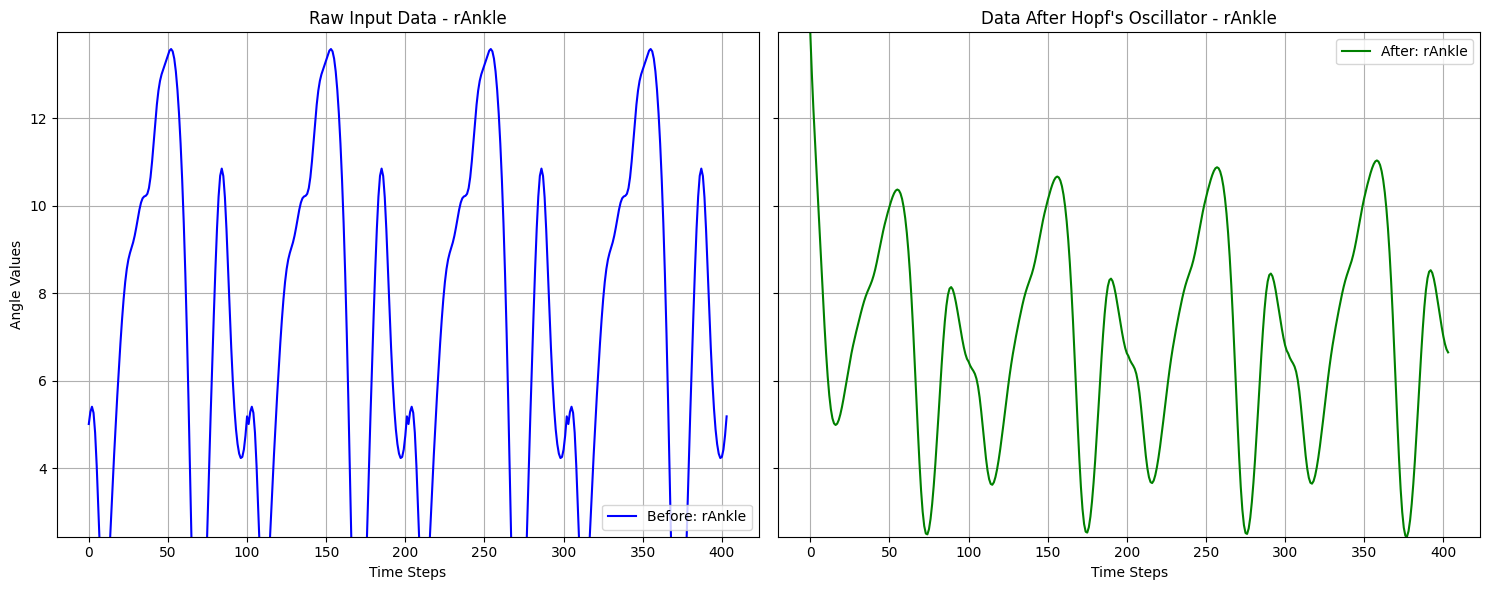 Raw Input Data - rAnkle
Angle Values
12
10
8
6
4
Before: rAnkle
0 50 100 150 200 250 300 350 400
Time Steps
Data After Hopf's Oscillator - rAnkle
After: rAnkle
0 50 100 150 200 250 300 350 400
Time Steps